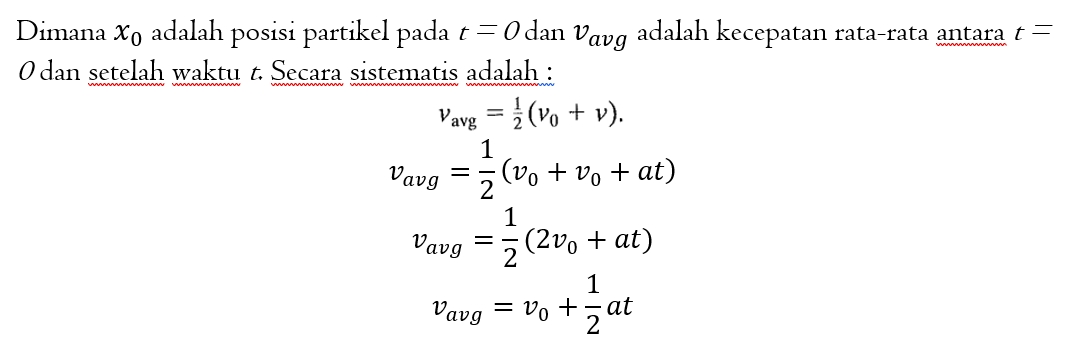 Dimana x₀ adalah posisi partikel pada t = 0 dan v_avg adalah kecepatan rata-rata antara t =
0 dan setelah waktu t. Secara sistematis adalah :
v_avg = ½(v₀ + v).
v_avg = 1/2 (v₀ + v₀ + at)
v_avg = 1/2 (2v₀ + at)
v_avg = v₀ + 1/2 at